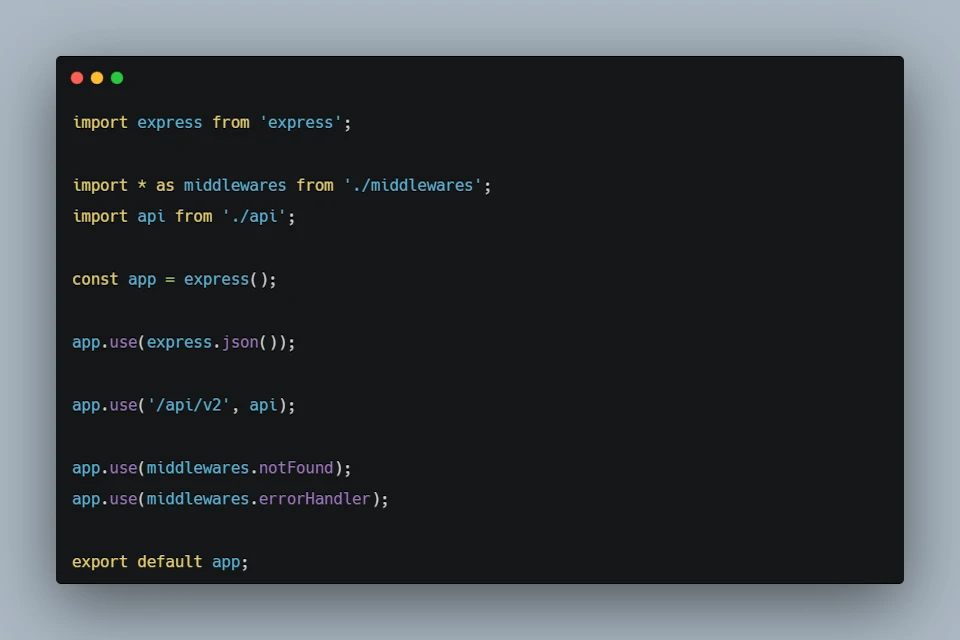 import express from 'express';
import * as middlewares from './middlewares';
import api from './api';
const app = express();
app.use(express.json());
app.use('/api/v2', api);
app.use(middlewares.notFound);
app.use(middlewares.errorHandler);
export default app;